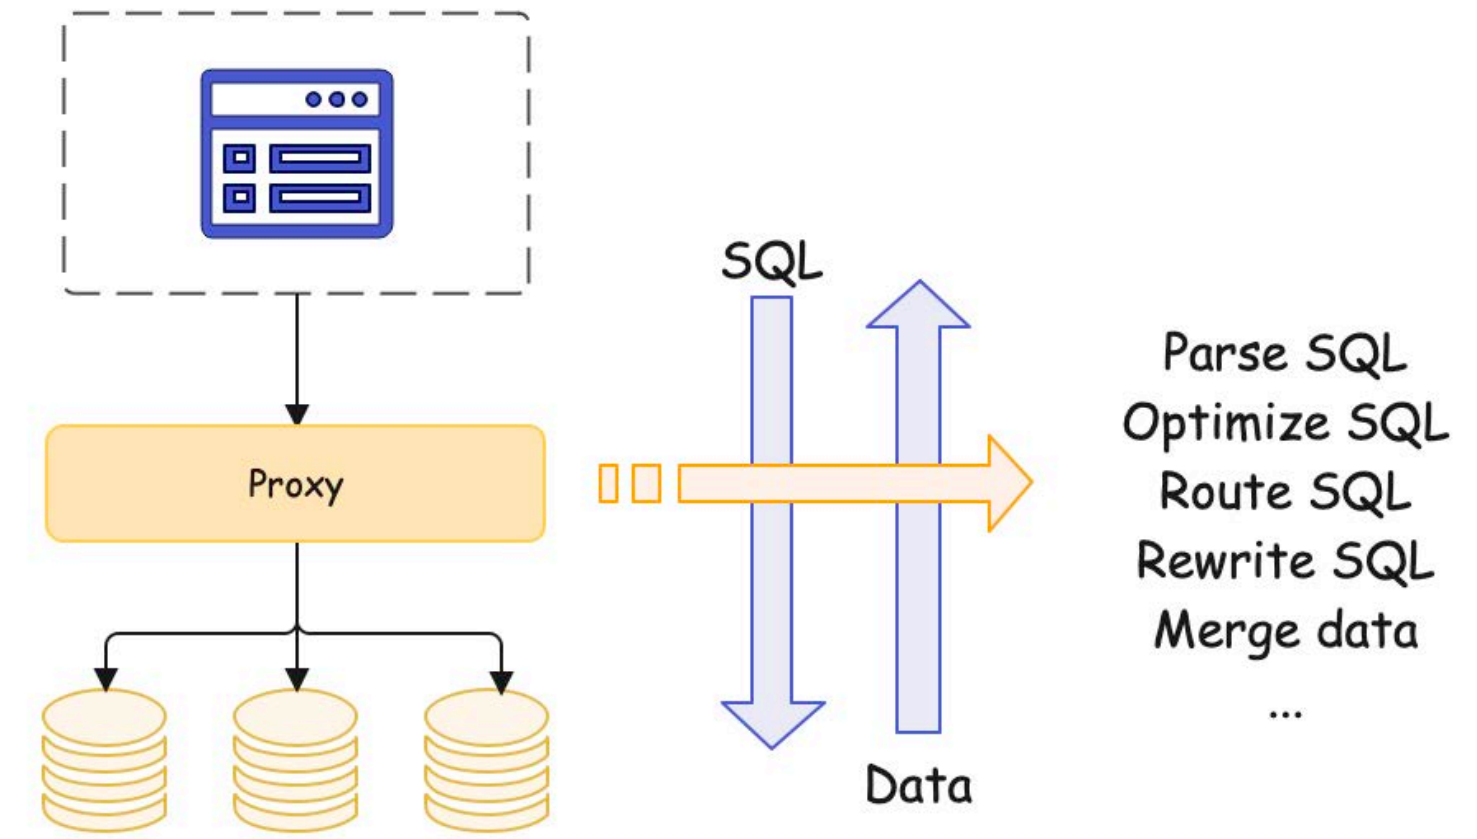 SQL
Proxy
Data
Parse SQL
Optimize SQL
Route SQL
Rewrite SQL
Merge data
...